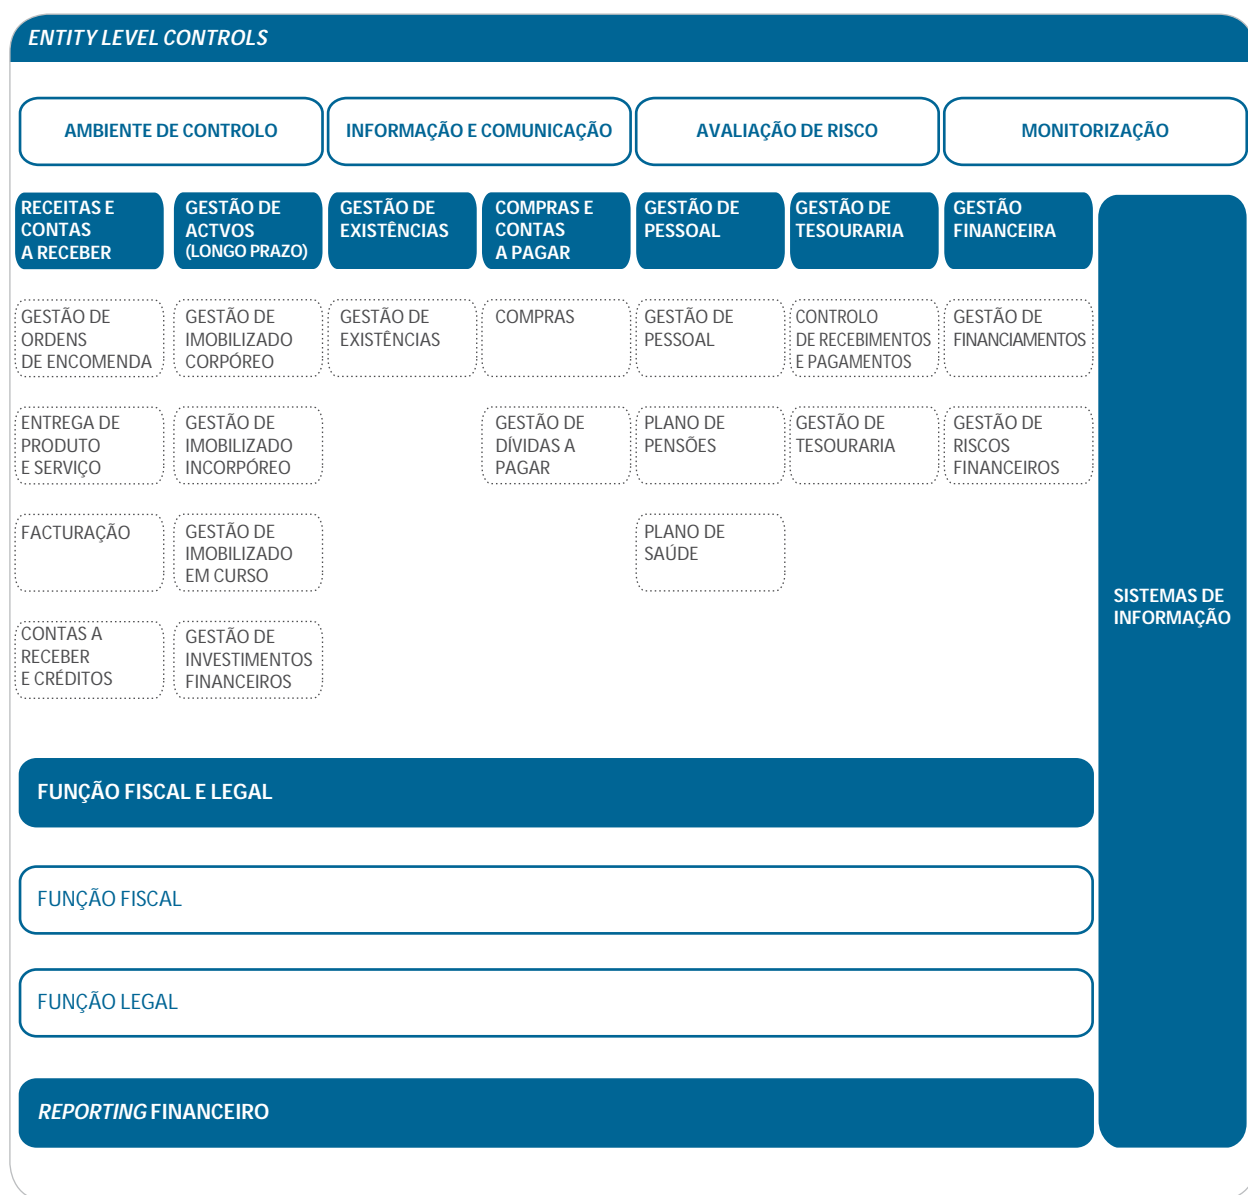 ENTITY LEVEL CONTROLS
AMBIENTE DE CONTROLO
INFORMAÇÃO E COMUNICAÇÃO
AVALIAÇÃO DE RISCO
MONITORIZAÇÃO
RECEITAS E
CONTAS
A RECEBER
GESTÃO DE
ACTVOS
(LONGO PRAZO)
GESTÃO DE
EXISTÊNCIAS
COMPRAS E
CONTAS
A PAGAR
GESTÃO DE
PESSOAL
GESTÃO DE
TESOURARIA
GESTÃO
FINANCEIRA
GESTÃO DE
ORDENS
DE ENCOMENDA
GESTÃO DE
IMOBILIZADO
CORPÓREO
GESTÃO DE
EXISTÊNCIAS
COMPRAS
GESTÃO DE
PESSOAL
CONTROLO
DE RECEBIMENTOS
E PAGAMENTOS
GESTÃO DE
FINANCIAMENTOS
ENTREGA DE
PRODUTO
E SERVIÇO
GESTÃO DE
IMOBILIZADO
INCORPÓREO
GESTÃO DE
DÍVIDAS A
PAGAR
PLANO DE
PENSÕES
GESTÃO DE
TESOURARIA
GESTÃO DE
RISCOS
FINANCEIROS
FACTURAÇÃO
GESTÃO DE
IMOBILIZADO
EM CURSO
PLANO DE
SAÚDE
CONTAS A
RECEBER
E CRÉDITOS
GESTÃO DE
INVESTIMENTOS
FINANCEIROS
SISTEMAS DE
INFORMAÇÃO
FUNÇÃO FISCAL E LEGAL
FUNÇÃO FISCAL
FUNÇÃO LEGAL
REPORTING FINANCEIRO